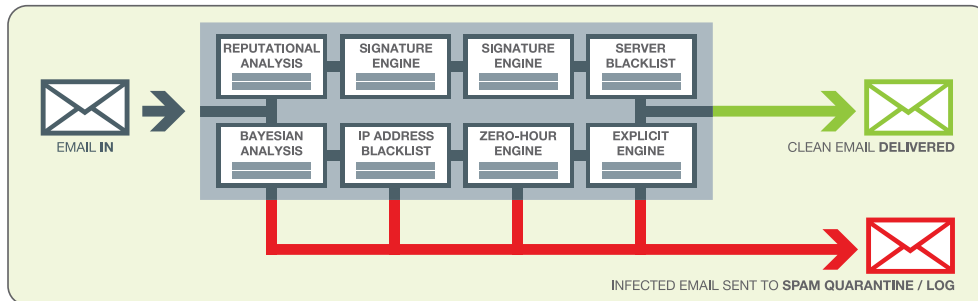 REPUTATIONAL
ANALYSIS
SIGNATURE
ENGINE
SIGNATURE
ENGINE
SERVER
BLACKLIST
EMAIL IN
CLEAN EMAIL DELIVERED
BAYESIAN
ANALYSIS
IP ADDRESS
BLACKLIST
ZERO-HOUR
ENGINE
EXPLICIT
ENGINE
INFECTED EMAIL SENT TO SPAM QUARANTINE / LOG